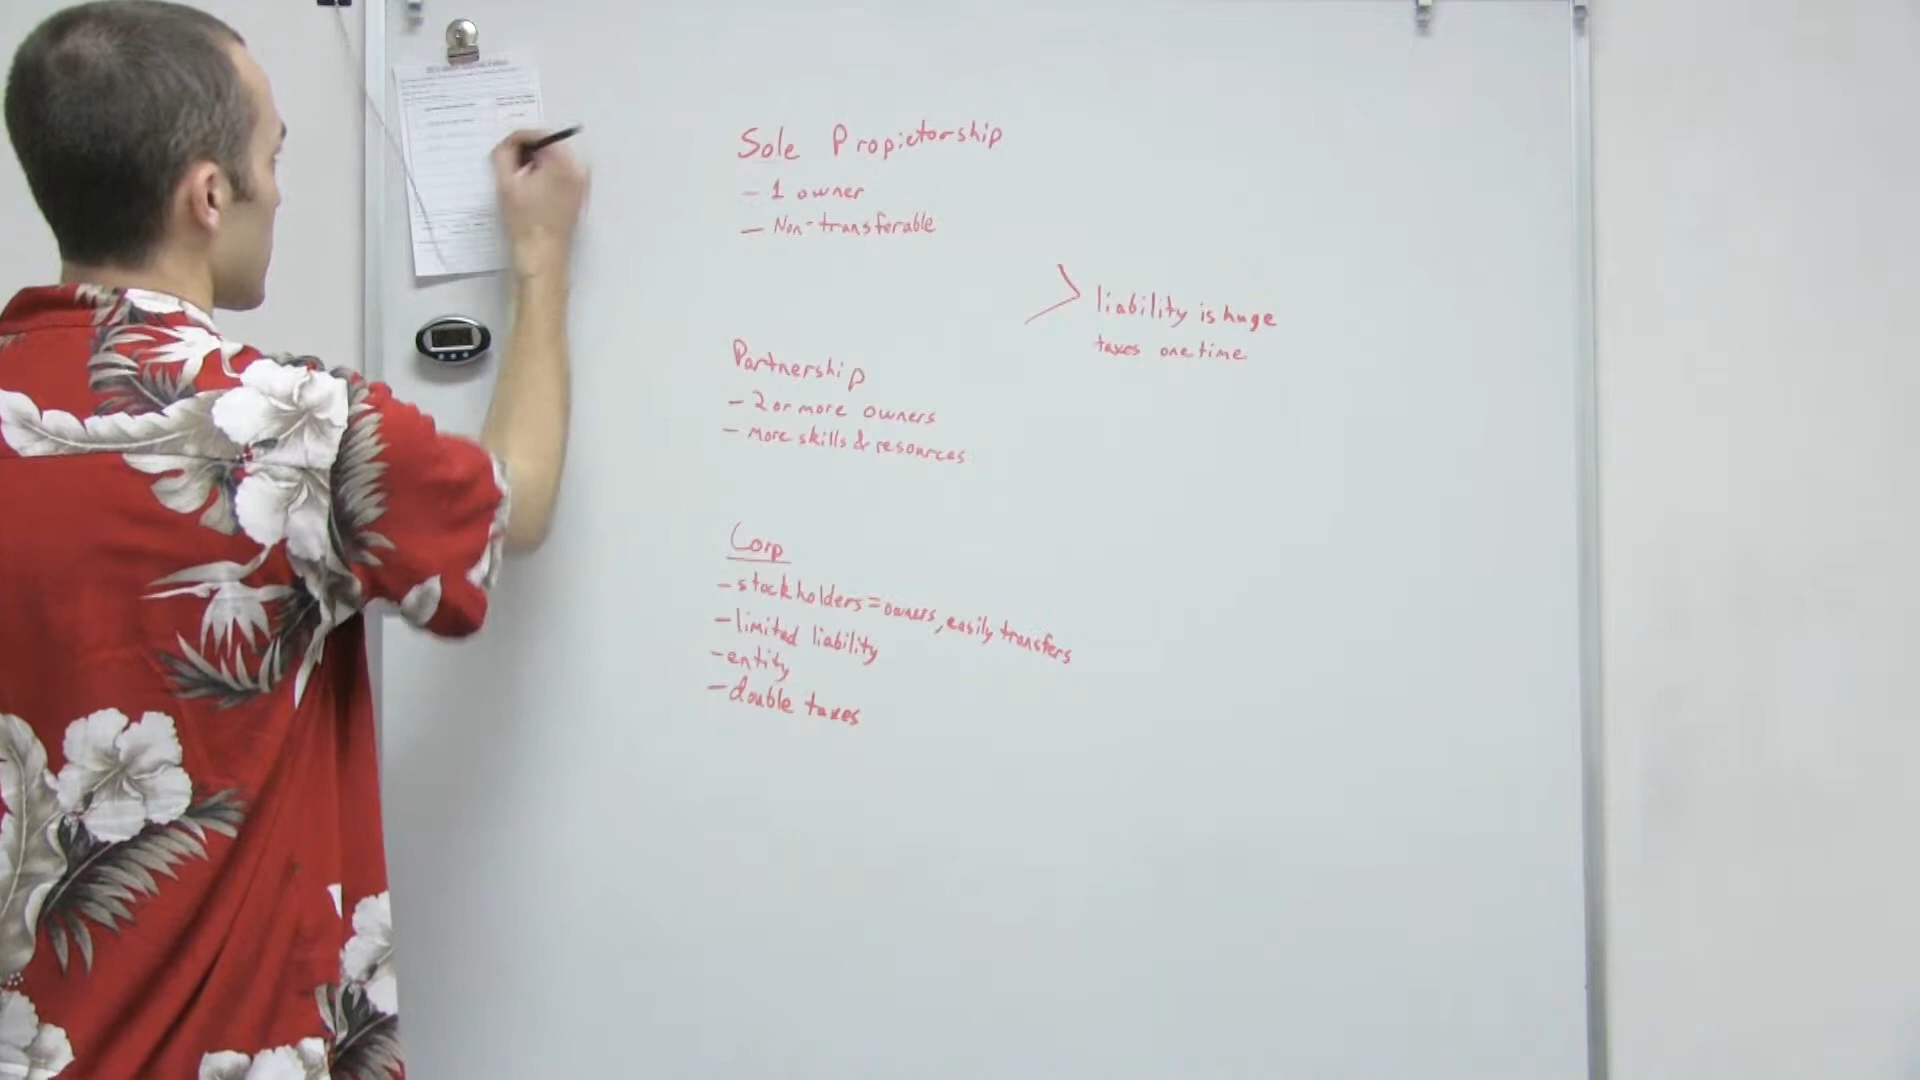 Sole Propietorship
- 1 owner
- Non-transferable
liability is huge
taxes one time
Partnership
- 2 or more owners
- More skills & resources
Corp
- stockholders = owners, easily transfers
- limited liability
- entity
- double taxes